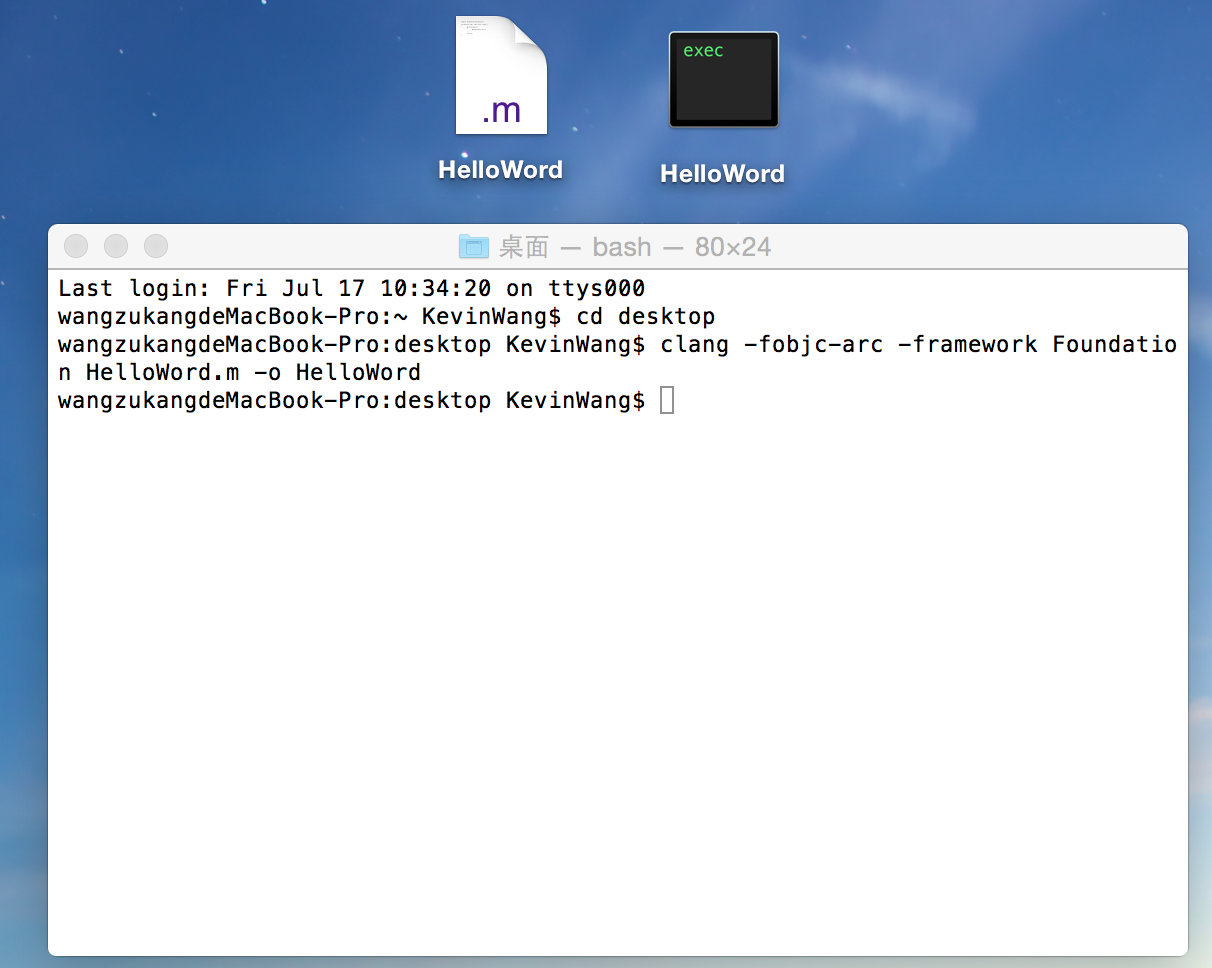 .m
exec
HelloWord
HelloWord
桌面 — bash — 80×24
Last login: Fri Jul 17 10:34:20 on ttys000
wangzukangdeMacBook-Pro:~ KevinWang$ cd desktop
wangzukangdeMacBook-Pro:desktop KevinWang$ clang -fobjc-arc -framework Foundatio
n HelloWord.m -o HelloWord
wangzukangdeMacBook-Pro:desktop KevinWang$